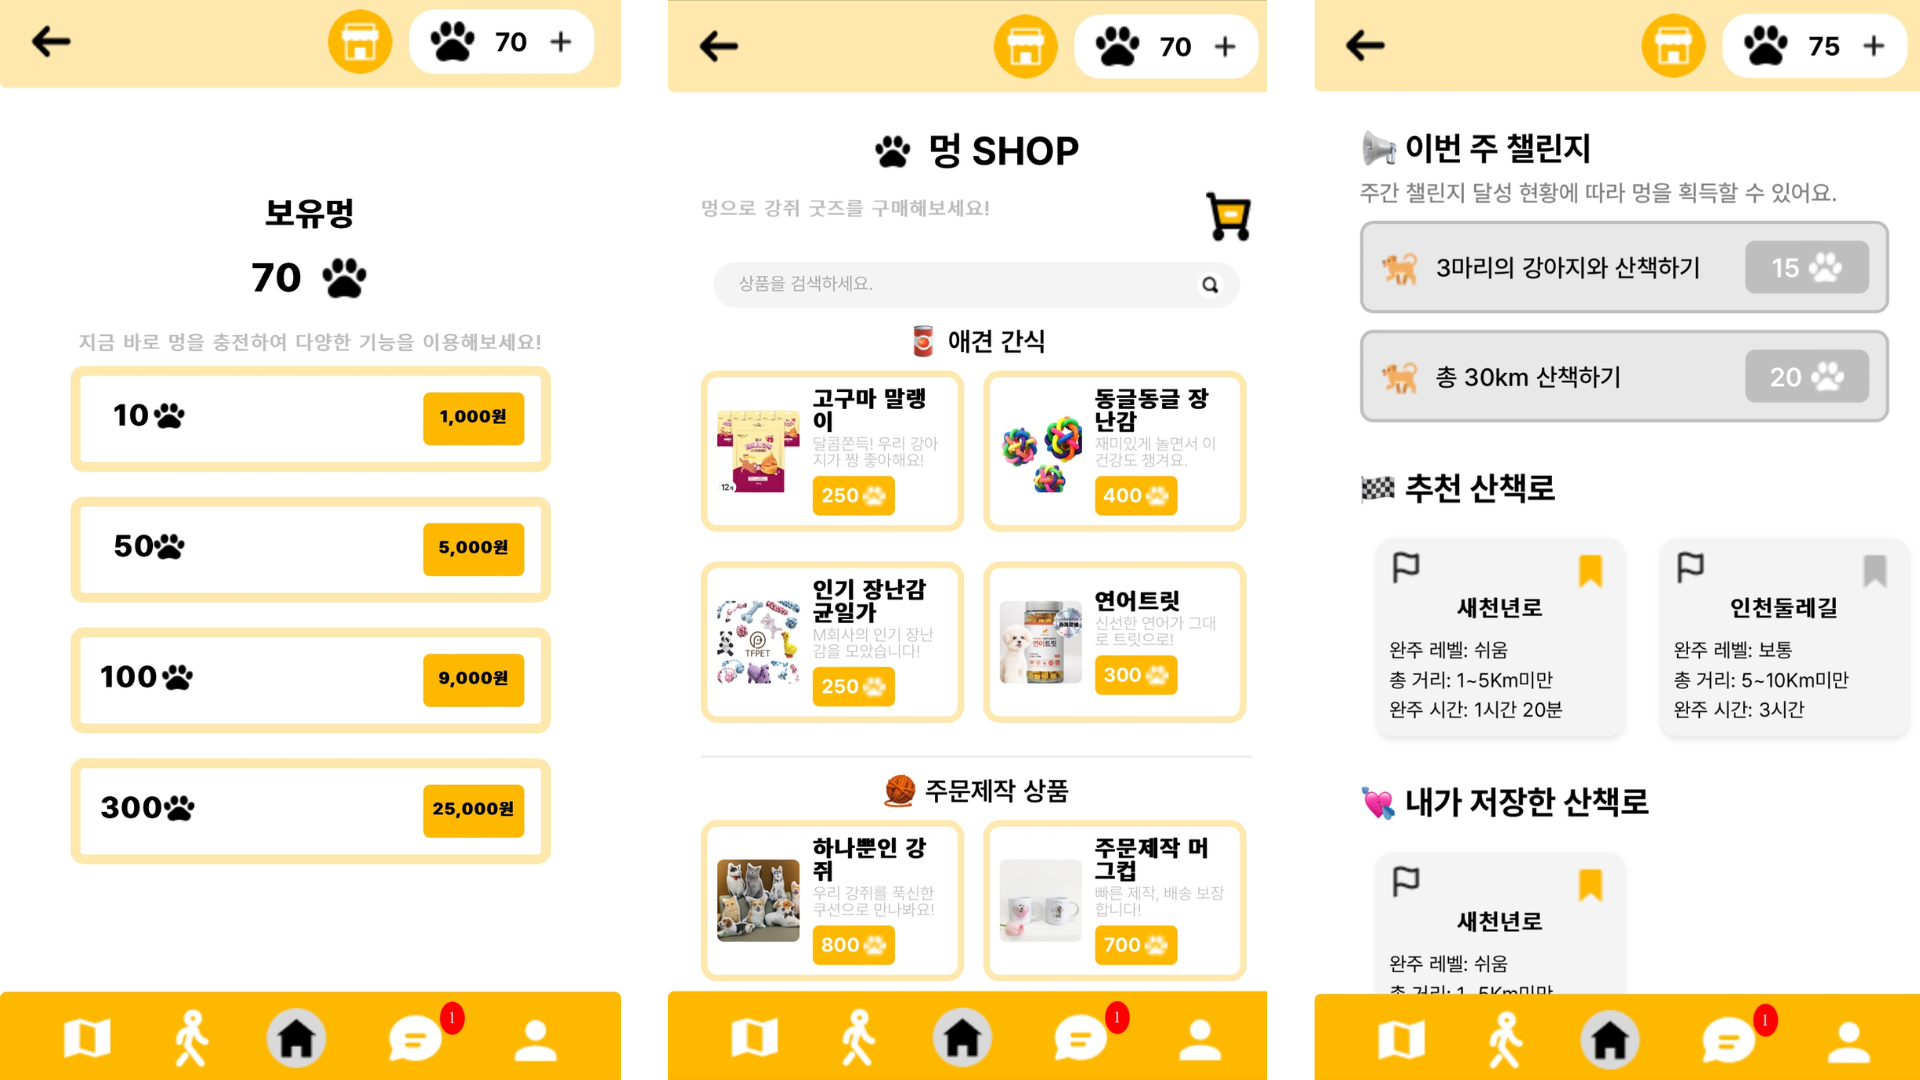 70 +
보유멍
70
지금 바로 멍을 충전하여 다양한 기능을 이용해보세요!
10
1,000원
50
5,000원
100
9,000원
300
25,000원
1
70 +
멍 SHOP
멍으로 강쥐 굿즈를 구매해보세요!
상품을 검색하세요.
애견 간식
고구마 말랭
이
달콤쫀득! 우리 강아
지가 짱 좋아해요!
250
12개
동글동글 장
난감
재미있게 놀면서 이
건강도 챙겨요.
400
인기 장난감
균일가
M회사의 인기 장난
감을 모았습니다!
250
TFPET
연어트릿
신선한 연어가 그대
로 트릿으로!
300
연어트릿
주문제작 상품
하나뿐인 강
쥐
우리 강쥐를 푹신한
쿠션으로 만나봐요!
800
주문제작 머
그컵
빠른 제작, 배송 보장
합니다!
700
1
75 +
이번 주 챌린지
주간 챌린지 달성 현황에 따라 멍을 획득할 수 있어요.
3마리의 강아지와 산책하기
15
총 30km 산책하기
20
추천 산책로
새천년로
완주 레벨: 쉬움
총 거리: 1~5Km미만
완주 시간: 1시간 20분
인천둘레길
완주 레벨: 보통
총 거리: 5~10Km미만
완주 시간: 3시간
내가 저장한 산책로
새천년로
완주 레벨: 쉬움
총 거리: 1~5Km미만
1